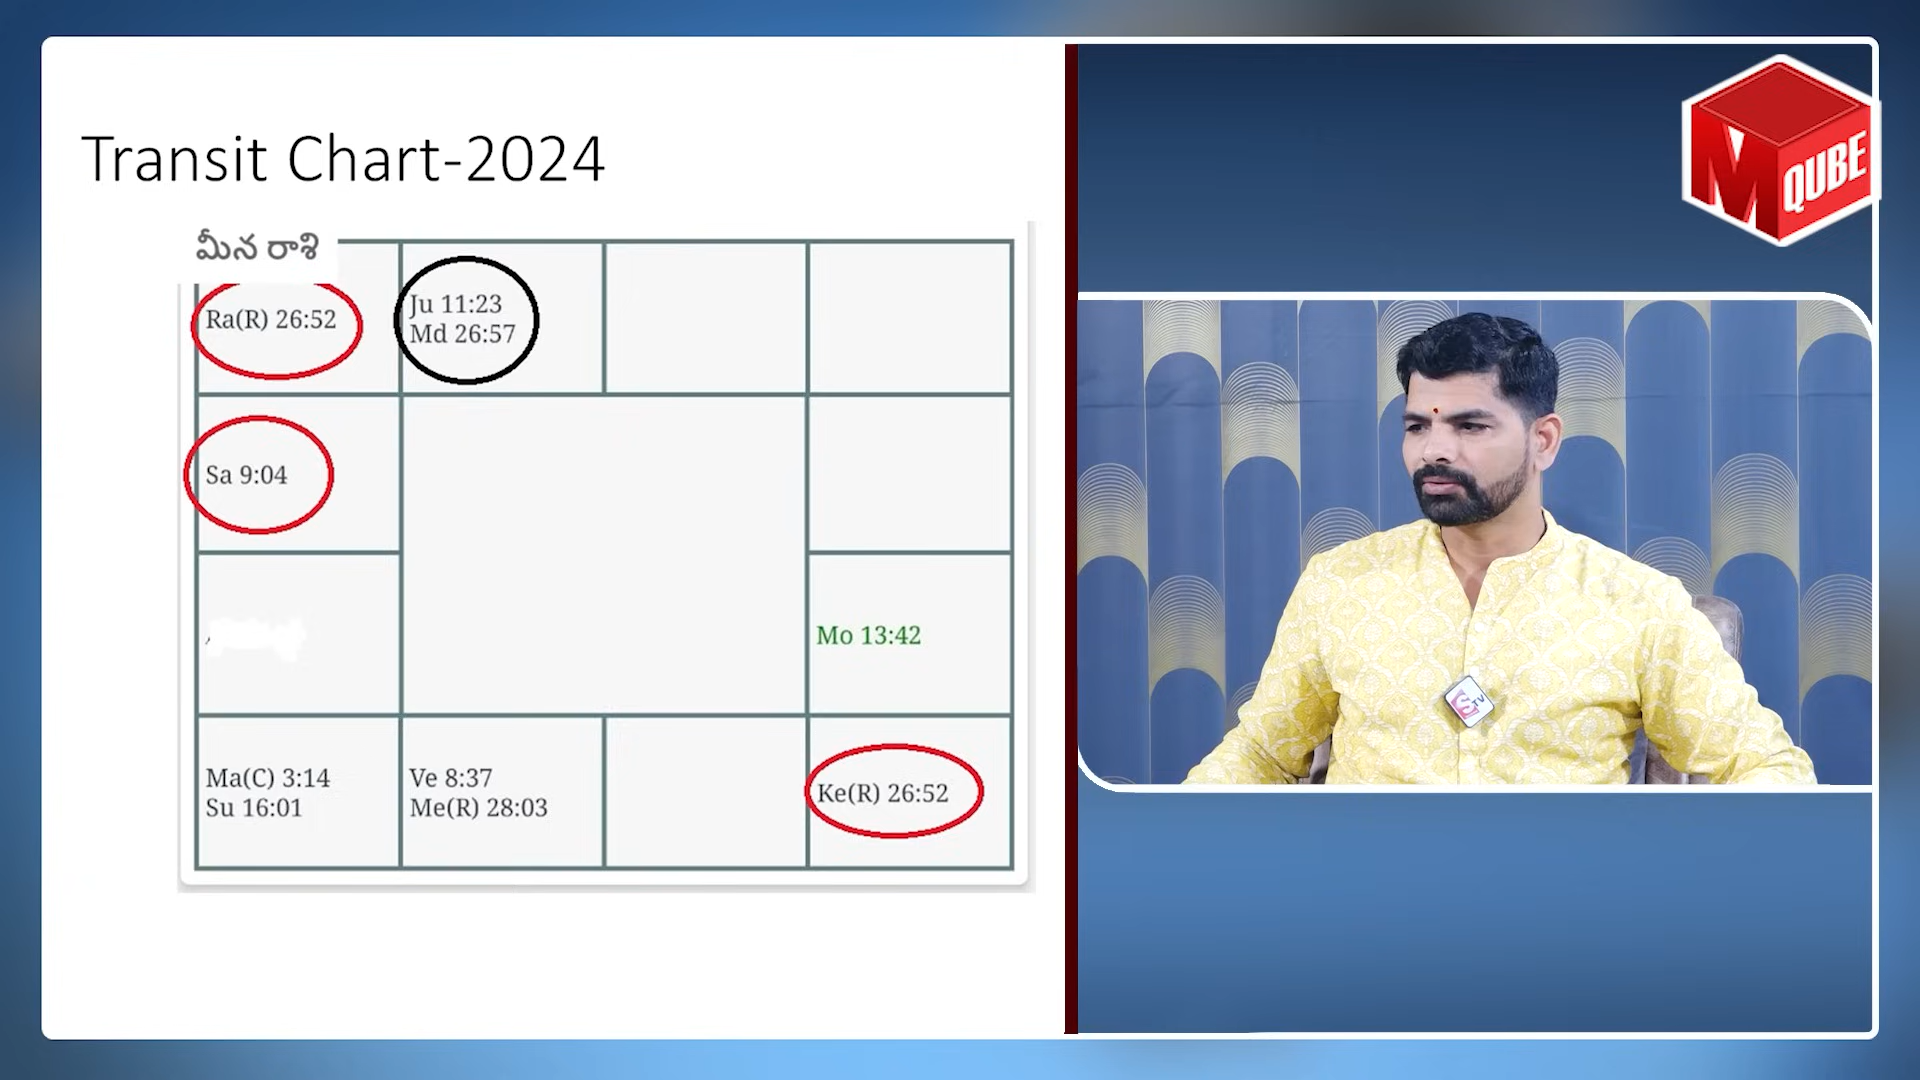 Transit Chart-2024
మీన రాశి
Ra(R) 26:52
Ju 11:23
Md 26:57
Sa 9:04
Mo 13:42
Ma(C) 3:14
Su 16:01
Ve 8:37
Me(R) 28:03
Ke(R) 26:52
M QUBE
S TV